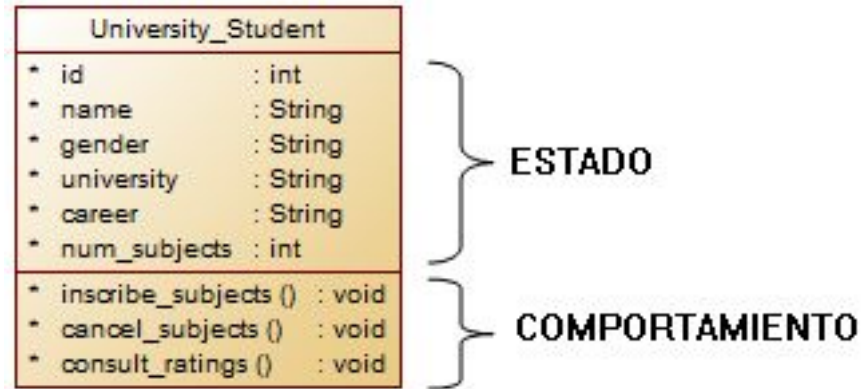 University_Student
* id : int
* name : String
* gender : String
* university : String
* career : String
* num_subjects : int
ESTADO
* inscribe_subjects () : void
* cancel_subjects () : void
* consult_ratings () : void
COMPORTAMIENTO